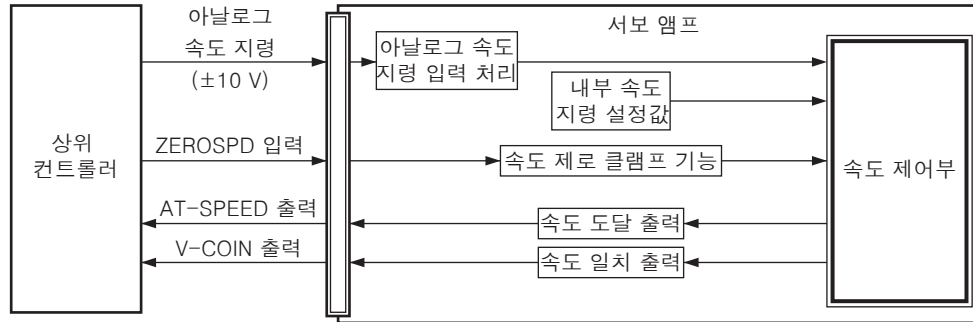 아날로그
속도 지령
(±10 V)
서보 앰프
아날로그 속도
지령 입력 처리
내부 속도
지령 설정값
상위
컨트롤러
ZEROSPD 입력
속도 제로 클램프 기능
속도 제어부
AT-SPEED 출력
속도 도달 출력
V-COIN 출력
속도 일치 출력